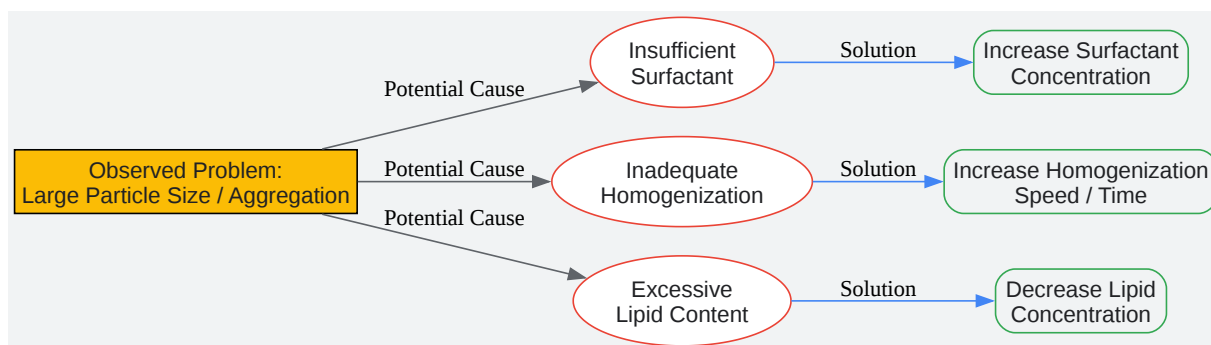 Observed Problem:
Large Particle Size / Aggregation
Potential Cause
Insufficient
Surfactant
Solution
Increase Surfactant
Concentration
Potential Cause
Inadequate
Homogenization
Solution
Increase Homogenization
Speed / Time
Potential Cause
Excessive
Lipid Content
Solution
Decrease Lipid
Concentration